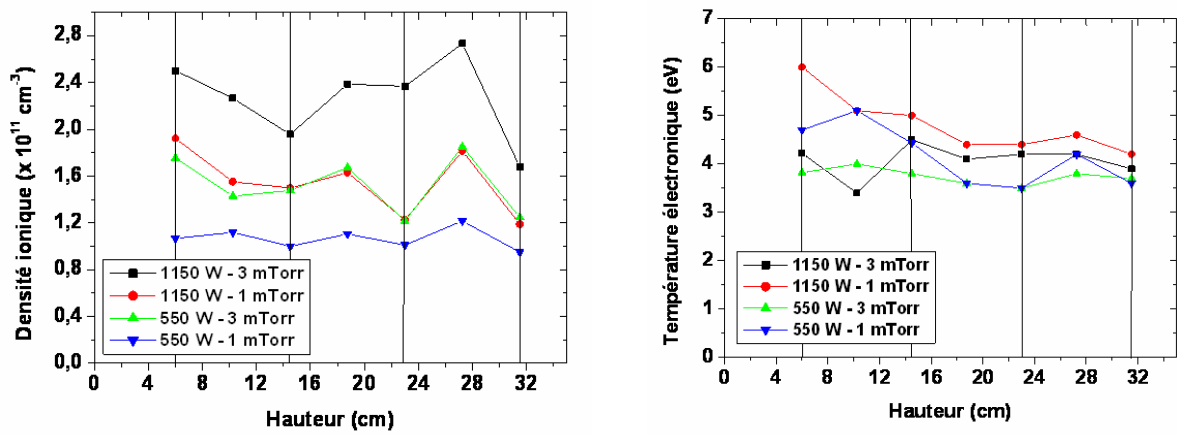 Densité ionique (x 10¹¹ cm⁻³)
2,8
2,4
2,0
1,6
1,2
0,8
0,4
0,0
1150 W - 3 mTorr
1150 W - 1 mTorr
550 W - 3 mTorr
550 W - 1 mTorr
0 4 8 12 16 20 24 28 32
Hauteur (cm)
Température électronique (eV)
7
6
5
4
3
2
1
0
1150 W - 3 mTorr
1150 W - 1 mTorr
550 W - 3 mTorr
550 W - 1 mTorr
0 4 8 12 16 20 24 28 32
Hauteur (cm)